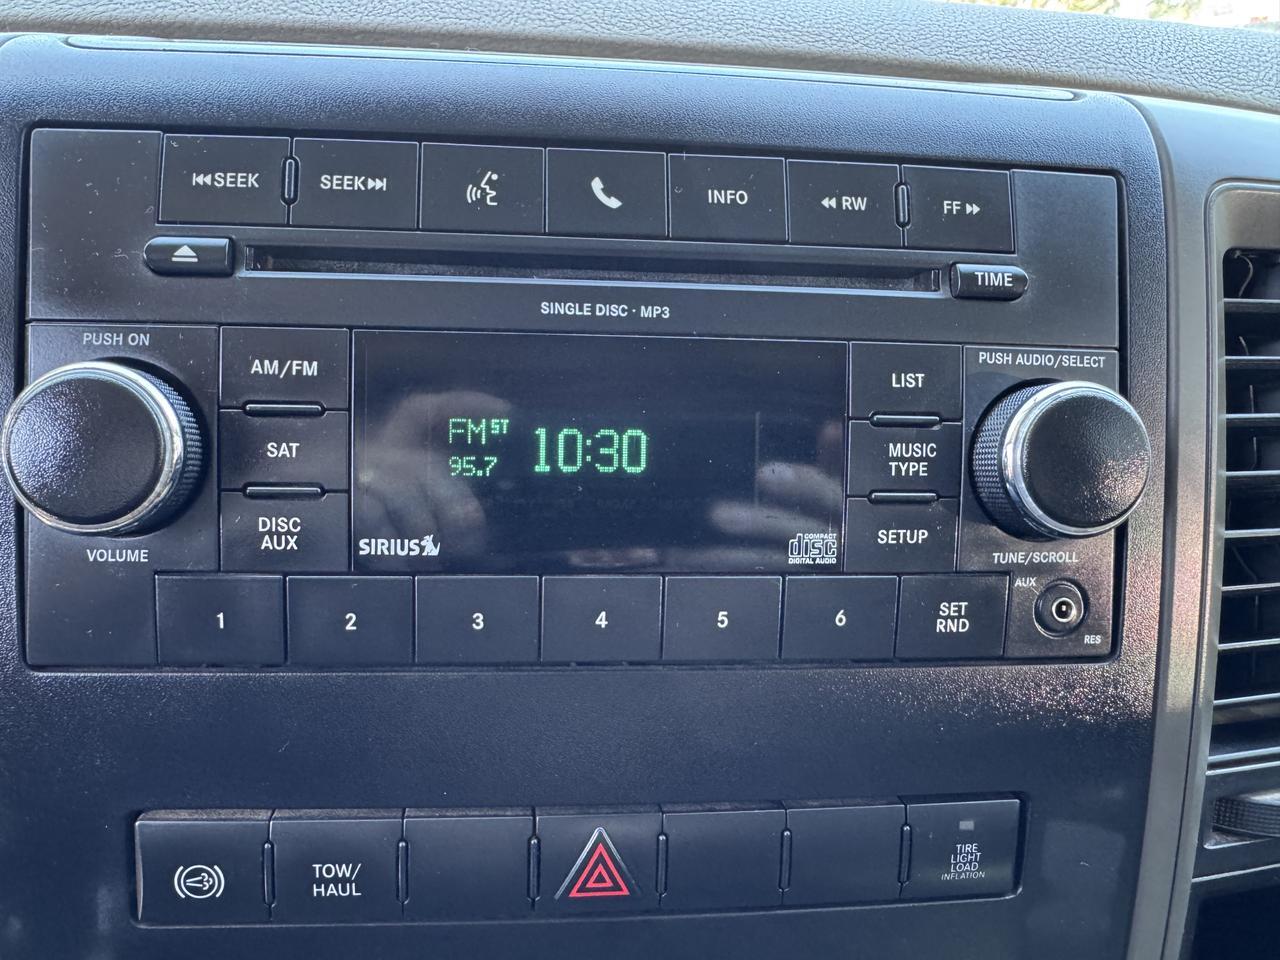 SEEK
SEEK
INFO
RW
FF
TIME
SINGLE DISC · MP3
PUSH ON
AM/FM
SAT
DISC
AUX
VOLUME
FM ST
95.7
10:30
SIRIUS
COMPACT
disc
DIGITAL AUDIO
LIST
MUSIC
TYPE
SETUP
PUSH AUDIO/SELECT
TUNE/SCROLL
AUX
RES
1
2
3
4
5
6
SET
RND
TOW/
HAUL
TIRE
LIGHT
LOAD
INFLATION